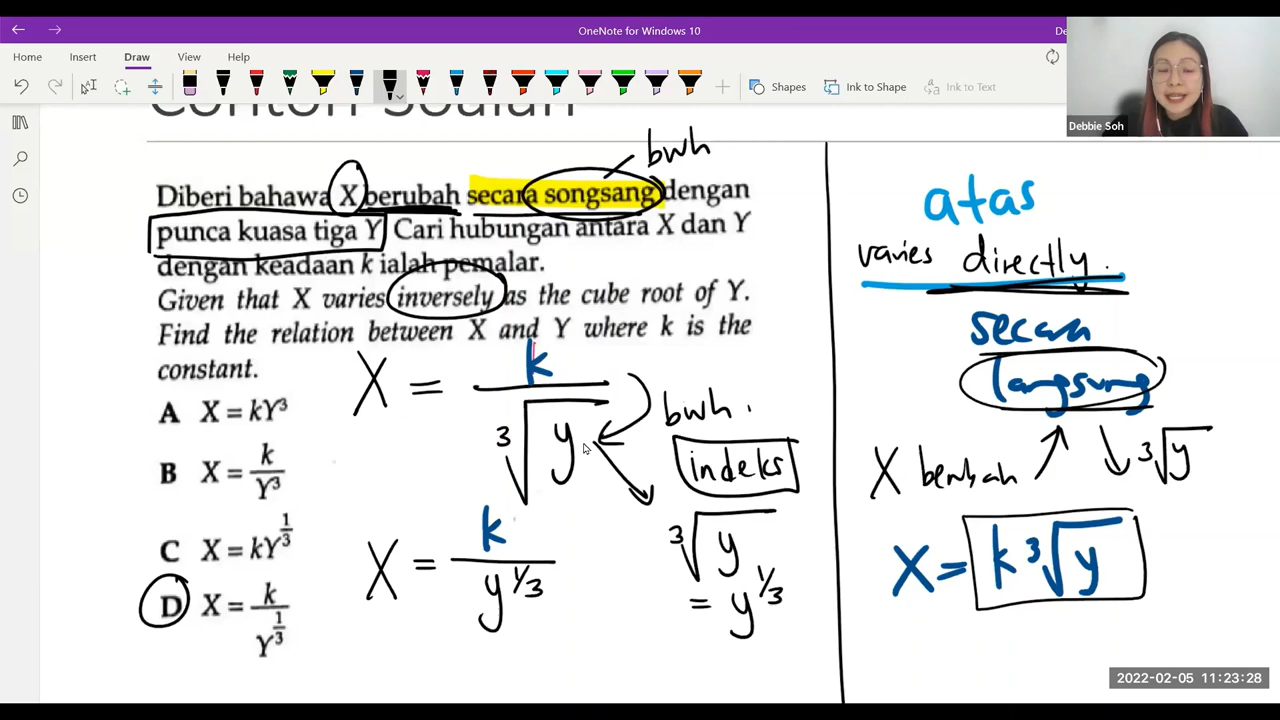 OneNote for Windows 10
De
Home Insert Draw View Help
Shapes Ink to Shape Ink to Text
Debbie Soh
Contoh Soalan
bwh
Diberi bahawa X berubah secara songsang dengan
punca kuasa tiga Y. Cari hubungan antara X dan Y
dengan keadaan k ialah pemalar.
Given that X varies inversely as the cube root of Y.
Find the relation between X and Y where k is the
constant.
A X = kY³
B X = k/Y³
C X = kY^1/3
D X = k/Y^1/3
X = k/∛y
bwh.
indeks
X = k/y^1/3
∛y
= y^1/3
atas
varies directly.
secara
langsung
X berubah ∛y
X = k∛y
2022-02-05 11:23:28